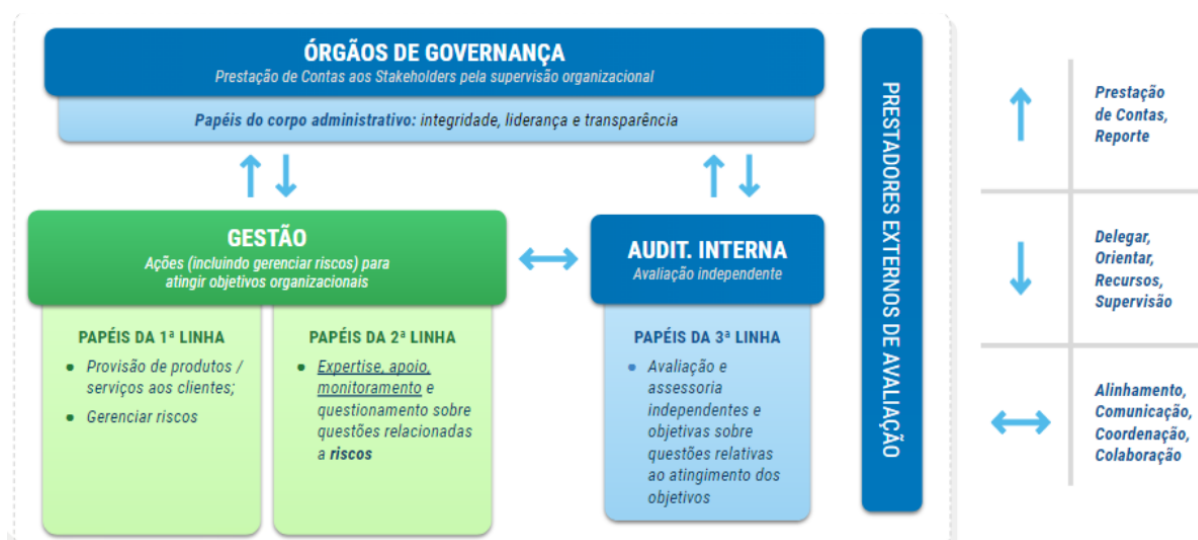 ÓRGÃOS DE GOVERNANÇA
Prestação de Contas aos Stakeholders pela supervisão organizacional
Papéis do corpo administrativo: integridade, liderança e transparência
GESTÃO
Ações (incluindo gerenciar riscos) para
atingir objetivos organizacionais
PAPÉIS DA 1ª LINHA
• Provisão de produtos /
serviços aos clientes;
• Gerenciar riscos
PAPÉIS DA 2ª LINHA
• Expertise, apoio,
monitoramento e
questionamento sobre
questões relacionadas
a riscos
AUDIT. INTERNA
Avaliação independente
PAPÉIS DA 3ª LINHA
• Avaliação e
assessoria
independentes e
objetivas sobre
questões relativas
ao atingimento dos
objetivos
PRESTADORES EXTERNOS DE AVALIAÇÃO
Prestação
de Contas,
Reporte
Delegar,
Orientar,
Recursos,
Supervisão
Alinhamento,
Comunicação,
Coordenação,
Colaboração